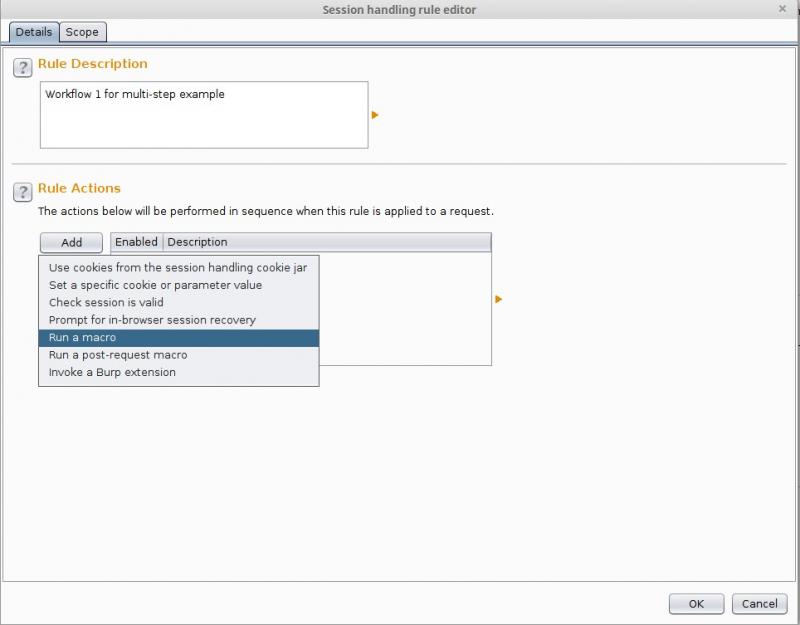 Session handling rule editor
Details Scope
? Rule Description
Workflow 1 for multi-step example
? Rule Actions
The actions below will be performed in sequence when this rule is applied to a request.
Add Enabled Description
Use cookies from the session handling cookie jar
Set a specific cookie or parameter value
Check session is valid
Prompt for in-browser session recovery
Run a macro
Run a post-request macro
Invoke a Burp extension
OK Cancel